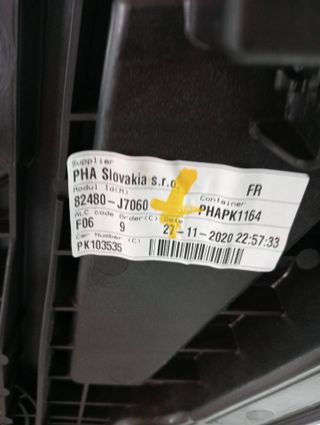 Supplier
PHA Slovakia s.r.o. FR
Modul Id(M) Container
82480-J7060 PHAPK1164
ALC code Order(C) Date
F06 9 27-11-2020 22:57:33
Car Number (C)
PK103535